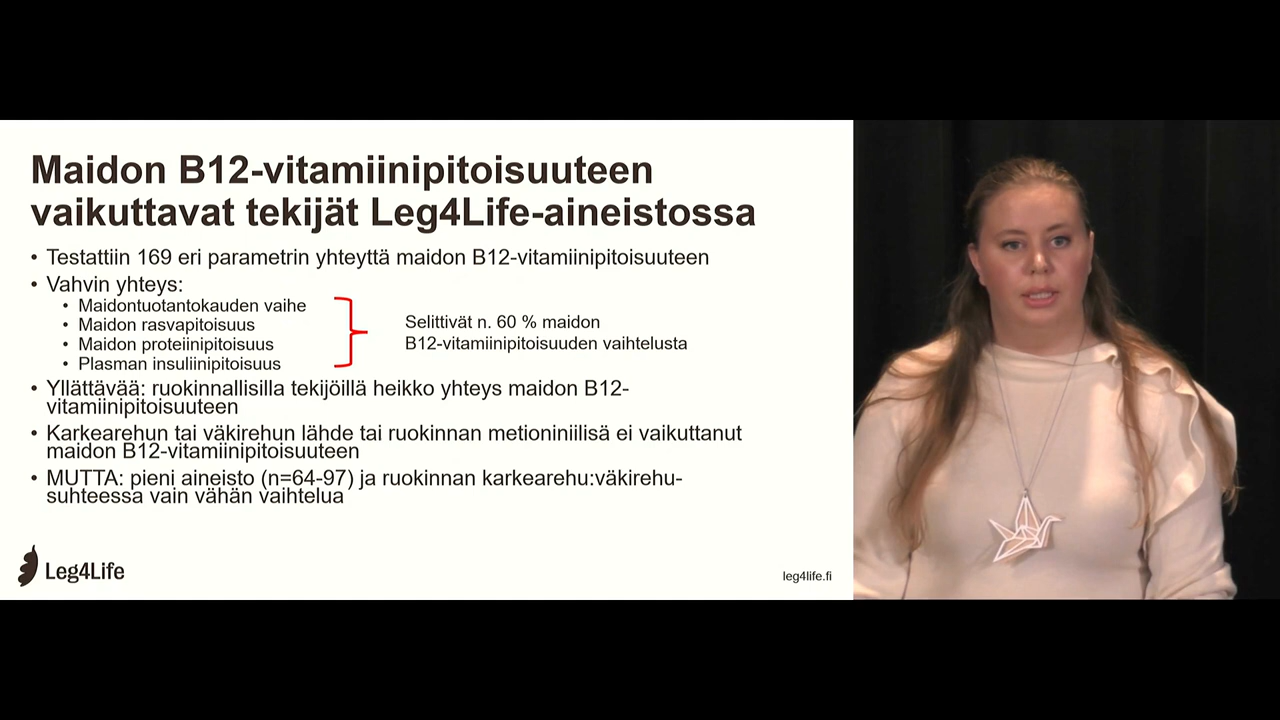 Maidon B12-vitamiinipitoisuuteen
vaikuttavat tekijät Leg4Life-aineistossa
• Testattiin 169 eri parametrin yhteyttä maidon B12-vitamiinipitoisuuteen
• Vahvin yhteys:
• Maidontuotantokauden vaihe
• Maidon rasvapitoisuus
• Maidon proteiinipitoisuus
• Plasman insuliinipitoisuus
Selittivät n. 60 % maidon
B12-vitamiinipitoisuuden vaihtelusta
• Yllättävää: ruokinnallisilla tekijöillä heikko yhteys maidon B12-
vitamiinipitoisuuteen
• Karkearehun tai väkirehun lähde tai ruokinnan metioniniilisä ei vaikuttanut
maidon B12-vitamiinipitoisuuteen
• MUTTA: pieni aineisto (n=64-97) ja ruokinnan karkearehu:väkirehu-
suhteessa vain vähän vaihtelua
Leg4Life
leg4life.fi